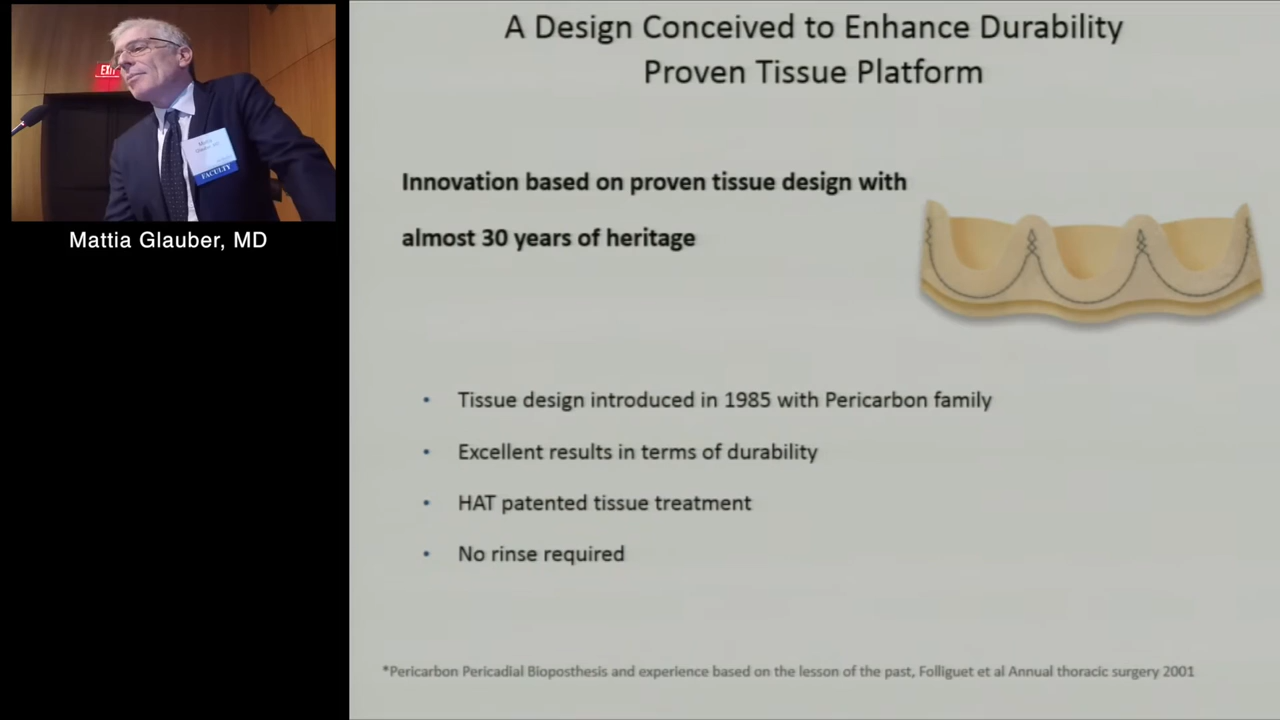 A Design Conceived to Enhance Durability
Proven Tissue Platform
EXIT
FACULTY
Mattia Glauber, MD
Innovation based on proven tissue design with
almost 30 years of heritage
• Tissue design introduced in 1985 with Pericarbon family
• Excellent results in terms of durability
• HAT patented tissue treatment
• No rinse required
*Pericarbon Pericadial Bioposthesis and experience based on the lesson of the past, Folliguet et al Annual thoracic surgery 2001